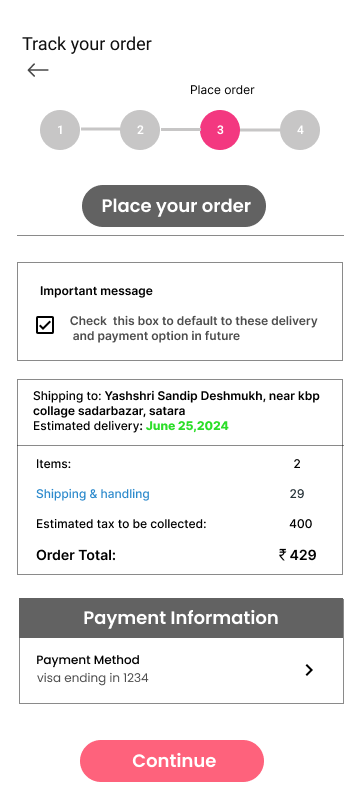 Track your order
Place order
1 2 3 4
Place your order
Important message
Check this box to default to these delivery
and payment option in future
Shipping to: Yashshri Sandip Deshmukh, near kbp
collage sadarbazar, satara
Estimated delivery: June 25,2024
Items: 2
Shipping & handling 29
Estimated tax to be collected: 400
Order Total: ₹ 429
Payment Information
Payment Method
visa ending in 1234
Continue